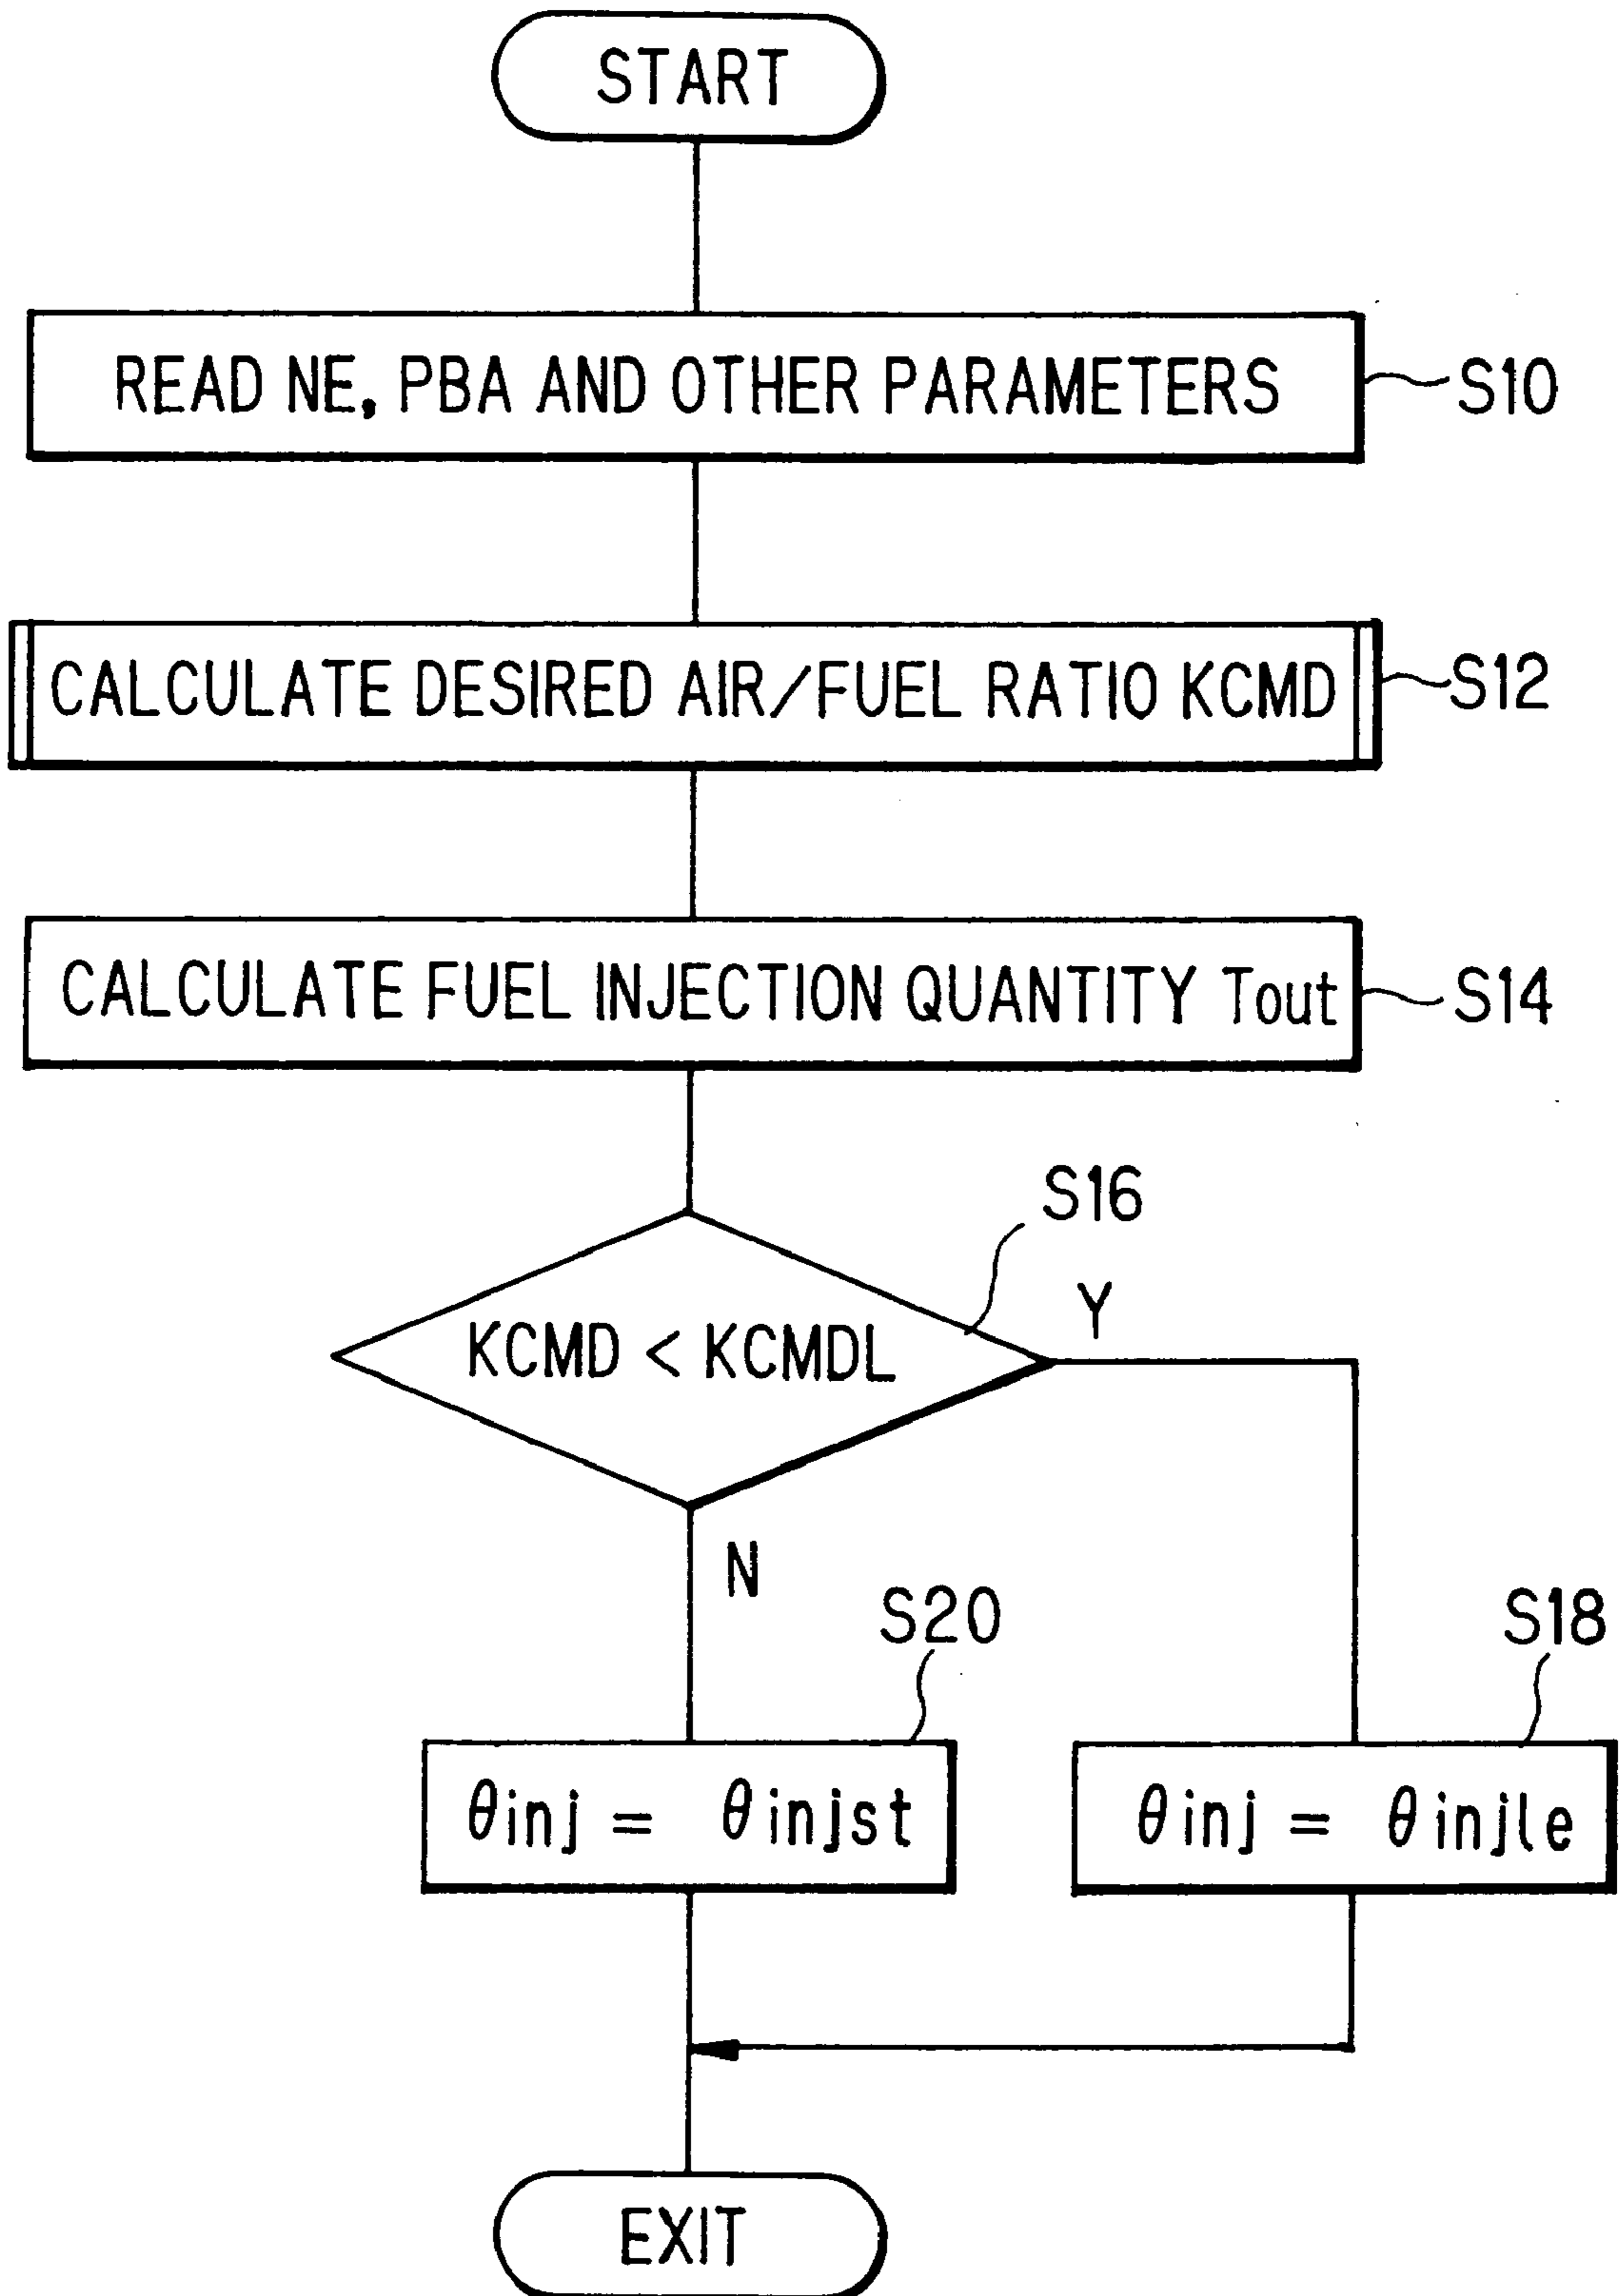 START
READ NE, PBA AND OTHER PARAMETERS
S10
CALCULATE DESIRED AIR/FUEL RATIO KCMD
S12
CALCULATE FUEL INJECTION QUANTITY Tout
S14
S16
KCMD < KCMDL
Y
N
S20
S18
θinj = θinjst
θinj = θinjle
EXIT